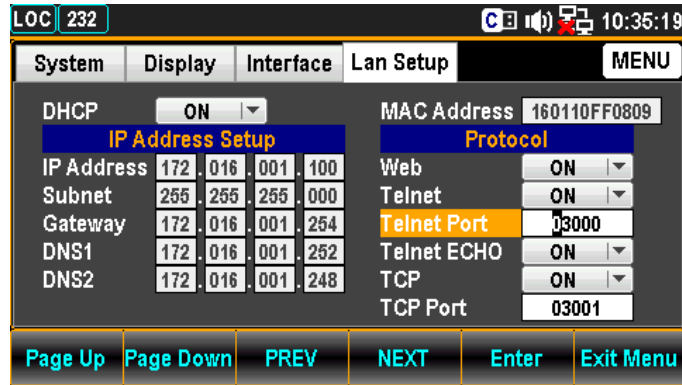 LOC 232 C 10:35:19
System Display Interface Lan Setup MENU
DHCP ON MAC Address 160110FF0809
IP Address Setup Protocol
IP Address 172 . 016 . 001 . 100 Web ON
Subnet 255 . 255 . 255 . 000 Telnet ON
Gateway 172 . 016 . 001 . 254 Telnet Port 03000
DNS1 172 . 016 . 001 . 252 Telnet ECHO ON
DNS2 172 . 016 . 001 . 248 TCP ON
TCP Port 03001
Page Up Page Down PREV NEXT Enter Exit Menu